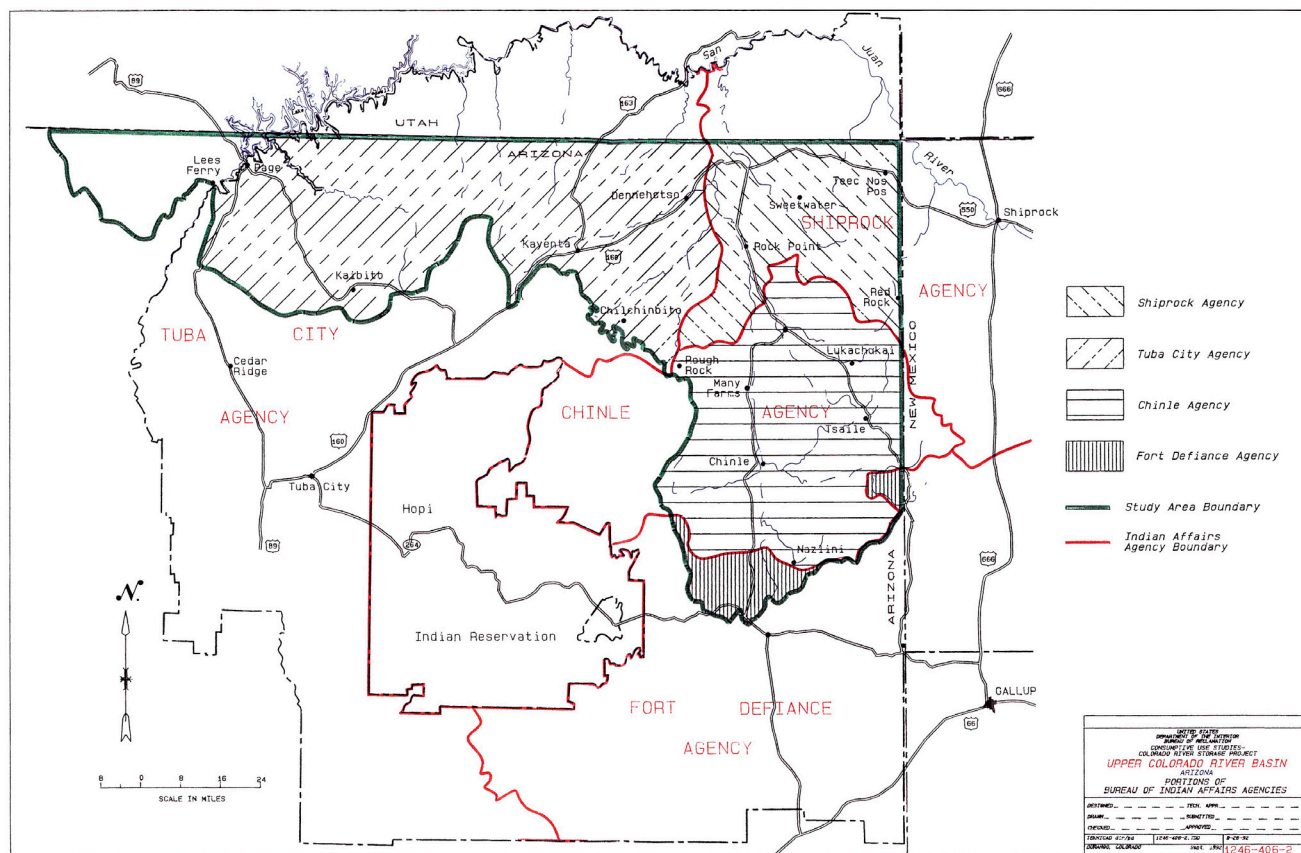 San
Juan
89
666
163
UTAH
ARIZONA
River
Lees
Ferry
Page
Teec Nos
Pos
Dennehotso
Sweetwater
SHIPROCK
550
Shiprock
Kayenta
160
Rock Point
Kaibito
Red
Rock
AGENCY
Shiprock Agency
TUBA
CITY
Chilchinbito
NEW MEXICO
Tuba City Agency
Cedar
Ridge
Rough
Rock
Lukachukai
Many
Farms
AGENCY
CHINLE
AGENCY
Chinle Agency
Tsaile
160
Chinle
Fort Defiance Agency
Tuba City
Hopi
Study Area Boundary
264
89
Nazlini
Indian Affairs
Agency Boundary
666
ARIZONA
N
Indian Reservation
GALLUP
FORT
DEFIANCE
66
AGENCY
8 0 8 16 24
SCALE IN MILES
UNITED STATES
DEPARTMENT OF THE INTERIOR
BUREAU OF RECLAMATION
CONSUMPTIVE USE STUDIES-
COLORADO RIVER STORAGE PROJECT
UPPER COLORADO RIVER BASIN
ARIZONA
PORTIONS OF
BUREAU OF INDIAN AFFAIRS AGENCIES
DESIGNED TECH. APPR.
DRAWN SUBMITTED
CHECKED APPROVED
DURANGO, COLORADO
1246-406-2